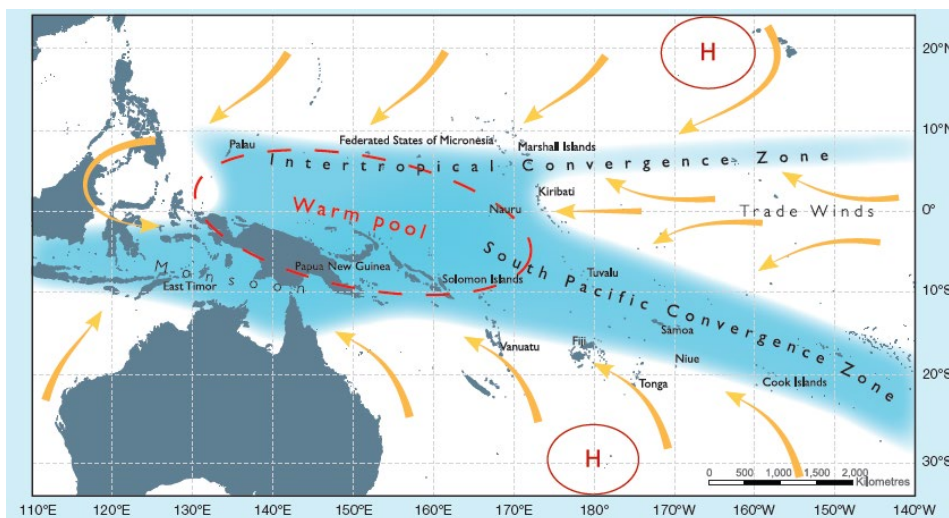 H
20°N
Palau
Federated States of Micronesia
Marshall Islands
10°N
Intertropical Convergence Zone
Kiribati
Warm pool
Nauru
Trade Winds
0°
Monsoon
Papua New Guinea
South Pacific Convergence Zone
Tuvalu
East Timor
Solomon Islands
10°S
Samoa
Vanuatu
Fiji
Niue
Tonga
Cook Islands
20°S
H
30°S
0 500 1,000 1,500 2,000
Kilometres
110°E 120°E 130°E 140°E 150°E 160°E 170°E 180° 170°W 160°W 150°W 140°W